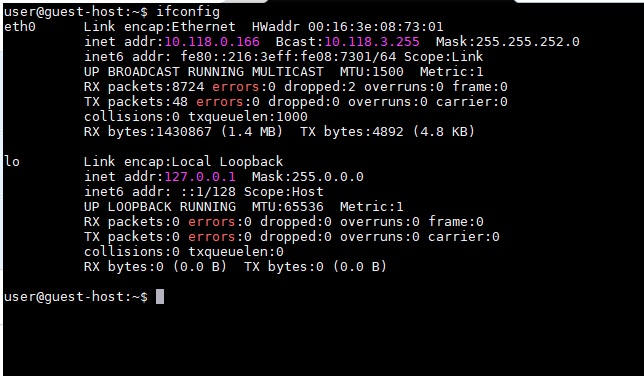 user@guest-host:~$ ifconfig
eth0      Link encap:Ethernet  HWaddr 00:16:3e:08:73:01
          inet addr:10.118.0.166  Bcast:10.118.3.255  Mask:255.255.252.0
          inet6 addr: fe80::216:3eff:fe08:7301/64 Scope:Link
          UP BROADCAST RUNNING MULTICAST  MTU:1500  Metric:1
          RX packets:8724 errors:0 dropped:2 overruns:0 frame:0
          TX packets:48 errors:0 dropped:0 overruns:0 carrier:0
          collisions:0 txqueuelen:1000
          RX bytes:1430867 (1.4 MB)  TX bytes:4892 (4.8 KB)

lo        Link encap:Local Loopback
          inet addr:127.0.0.1  Mask:255.0.0.0
          inet6 addr: ::1/128 Scope:Host
          UP LOOPBACK RUNNING  MTU:65536  Metric:1
          RX packets:0 errors:0 dropped:0 overruns:0 frame:0
          TX packets:0 errors:0 dropped:0 overruns:0 carrier:0
          collisions:0 txqueuelen:0
          RX bytes:0 (0.0 B)  TX bytes:0 (0.0 B)

user@guest-host:~$